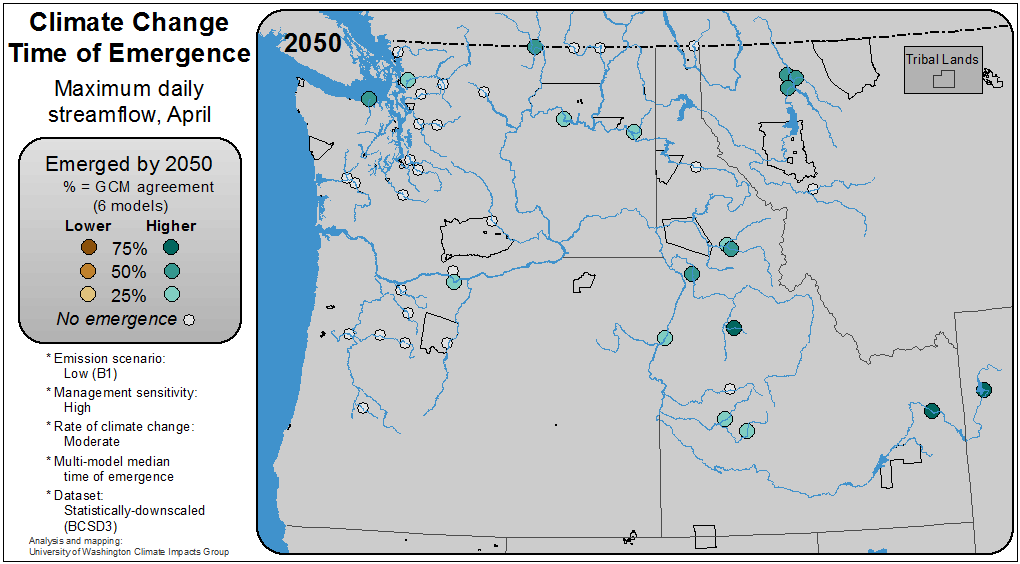 Climate Change
Time of Emergence
Maximum daily
streamflow, April
Emerged by 2050
% = GCM agreement
(6 models)
Lower Higher
75%
50%
25%
No emergence
* Emission scenario:
Low (B1)
* Management sensitivity:
High
* Rate of climate change:
Moderate
* Multi-model median
time of emergence
* Dataset:
Statistically-downscaled
(BCSD3)
Analysis and mapping:
University of Washington Climate Impacts Group
2050
Tribal Lands